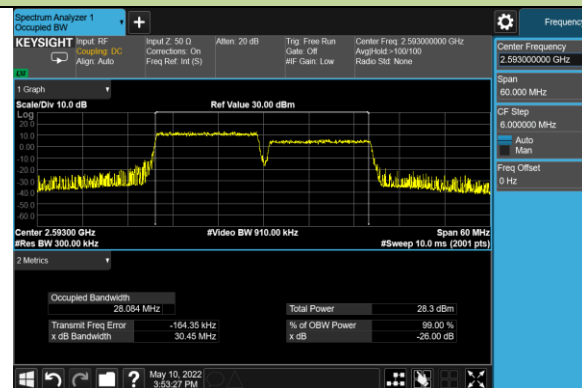 Spectrum Analyzer 1
Occupied BW
Frequency
KEYSIGHT
Input: RF
Coupling: DC
Align: Auto
Input Z: 50 Ω
Corrections: On
Freq Ref: Int (S)
Atten: 20 dB
Trig: Free Run
Gate: Off
#IF Gain: Low
Center Freq: 2.593000000 GHz
Avg|Hold:>100/100
Radio Std: None
Center Frequency
2.593000000 GHz
Span
60.000 MHz
CF Step
6.000000 MHz
Auto
Man
Freq Offset
0 Hz
1 Graph
Scale/Div 10.0 dB
Ref Value 30.00 dBm
Log
20.0
10.0
0.00
-10.0
-20.0
-30.0
-40.0
-50.0
-60.0
Center 2.59300 GHz
#Video BW 910.00 kHz
Span 60 MHz
#Res BW 300.00 kHz
#Sweep 10.0 ms (2001 pts)
2 Metrics
Occupied Bandwidth
28.084 MHz
Total Power 28.3 dBm
Transmit Freq Error -164.35 kHz
% of OBW Power 99.00 %
x dB Bandwidth 30.45 MHz
x dB -26.00 dB
?
May 10, 2022
3:53:27 PM